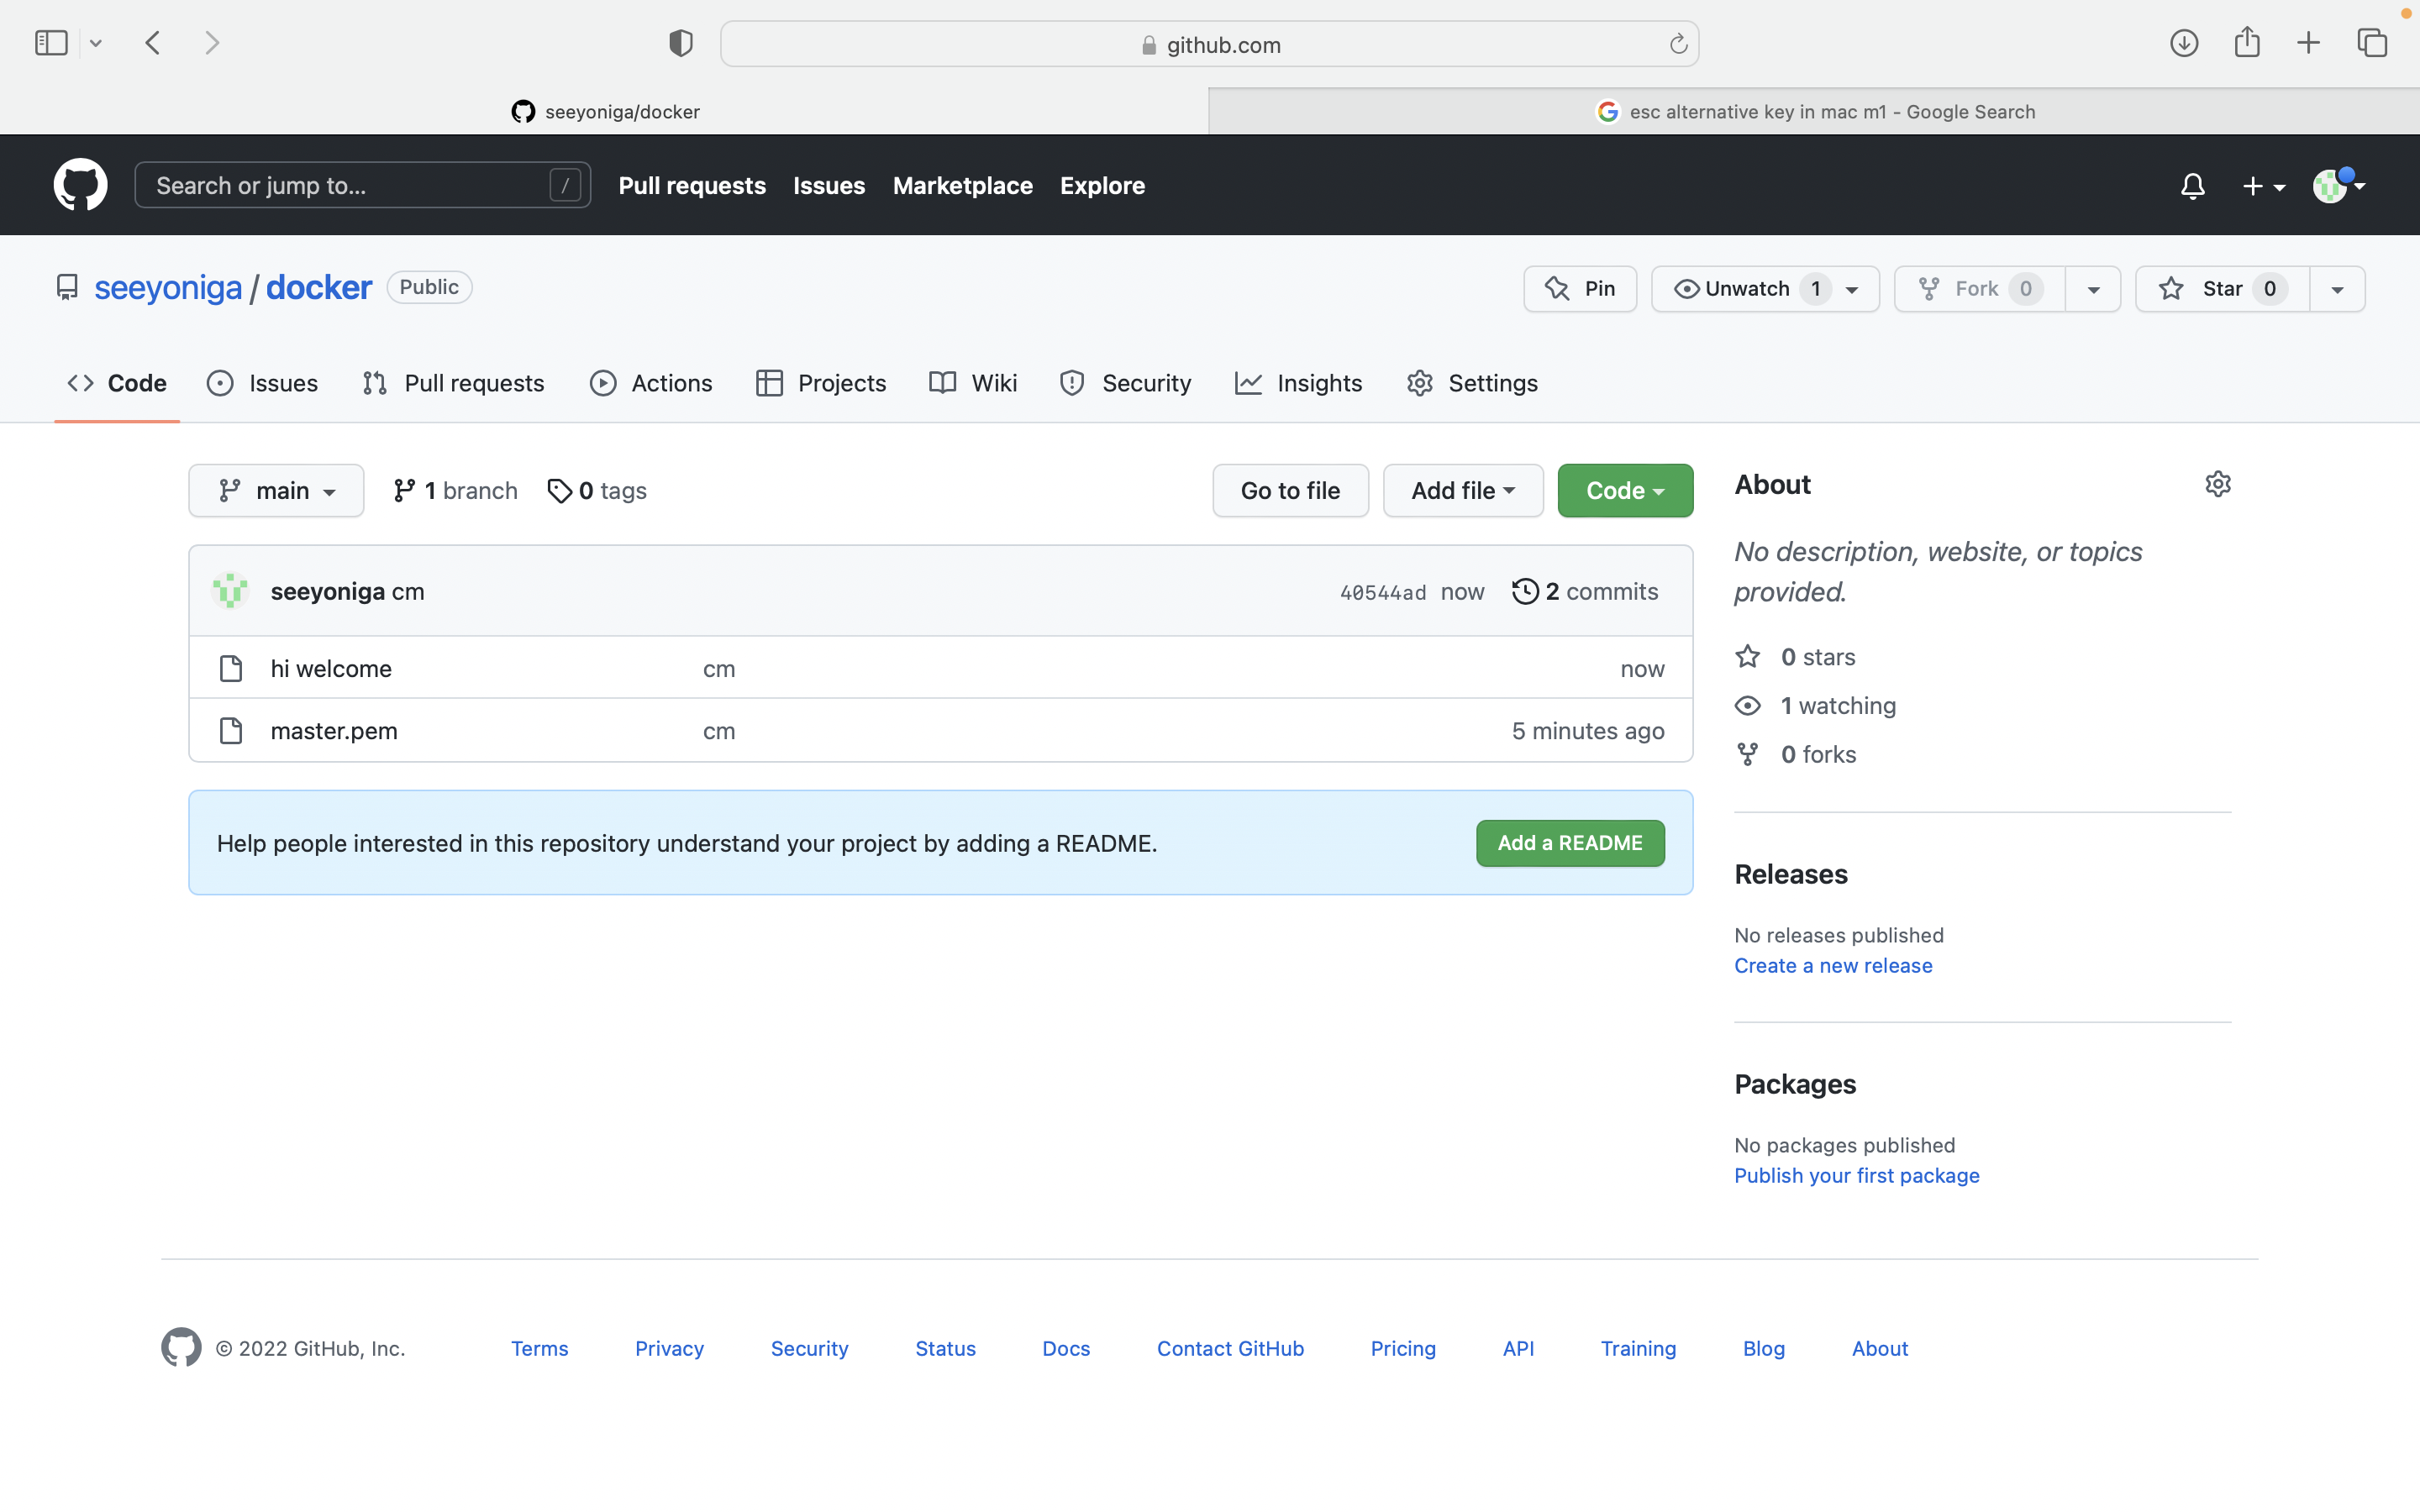 github.com
seeyoniga/docker
esc alternative key in mac m1 - Google Search
Search or jump to... /
Pull requests Issues Marketplace Explore
seeyoniga / docker Public
Pin Unwatch 1 Fork 0 Star 0
Code Issues Pull requests Actions Projects Wiki Security Insights Settings
main 1 branch 0 tags Go to file Add file Code
seeyoniga cm 40544ad now 2 commits
hi welcome cm now
master.pem cm 5 minutes ago
Help people interested in this repository understand your project by adding a README. Add a README
About
No description, website, or topics
provided.
0 stars
1 watching
0 forks
Releases
No releases published
Create a new release
Packages
No packages published
Publish your first package
© 2022 GitHub, Inc. Terms Privacy Security Status Docs Contact GitHub Pricing API Training Blog About